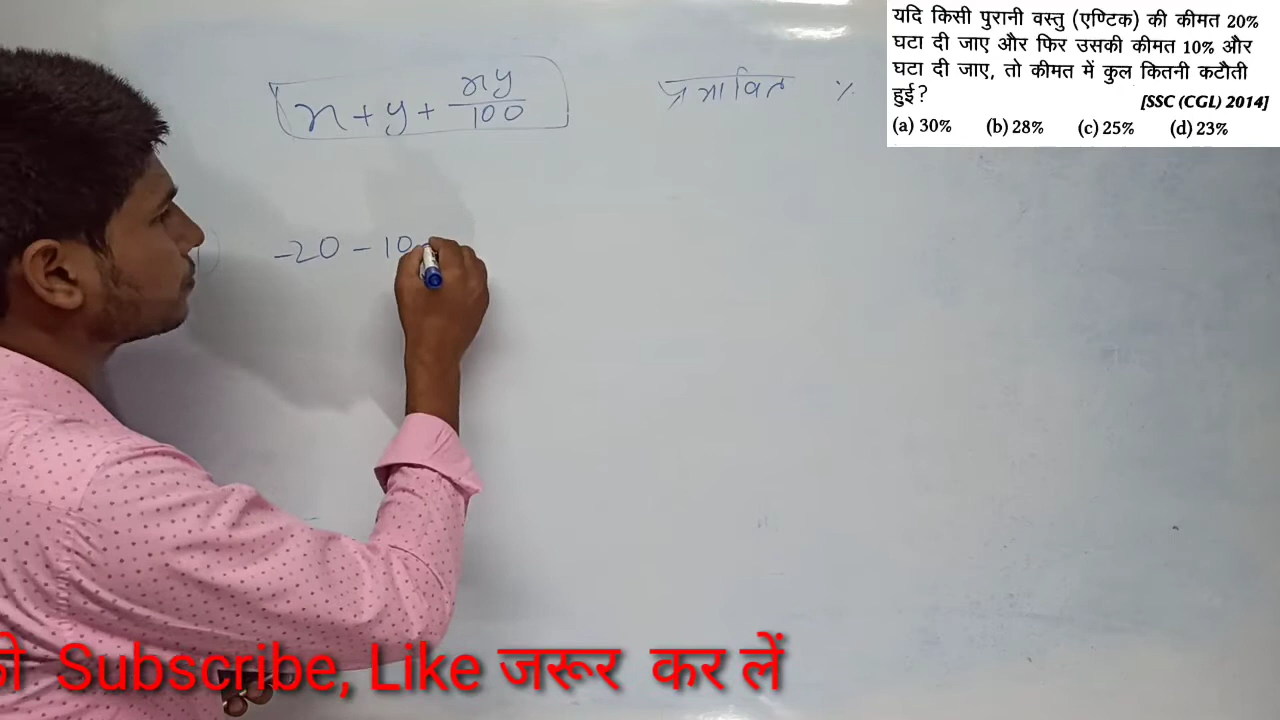 यदि किसी पुरानी वस्तु (एण्टिक) की कीमत 20%
घटा दी जाए और फिर उसकी कीमत 10% और
घटा दी जाए, तो कीमत में कुल कितनी कटौती
हुई?
[SSC (CGL) 2014]
(a) 30% (b) 28% (c) 25% (d) 23%
x + y + xy/100
प्रभावित %
-20 - 10
Subscribe, Like जरूर कर लें